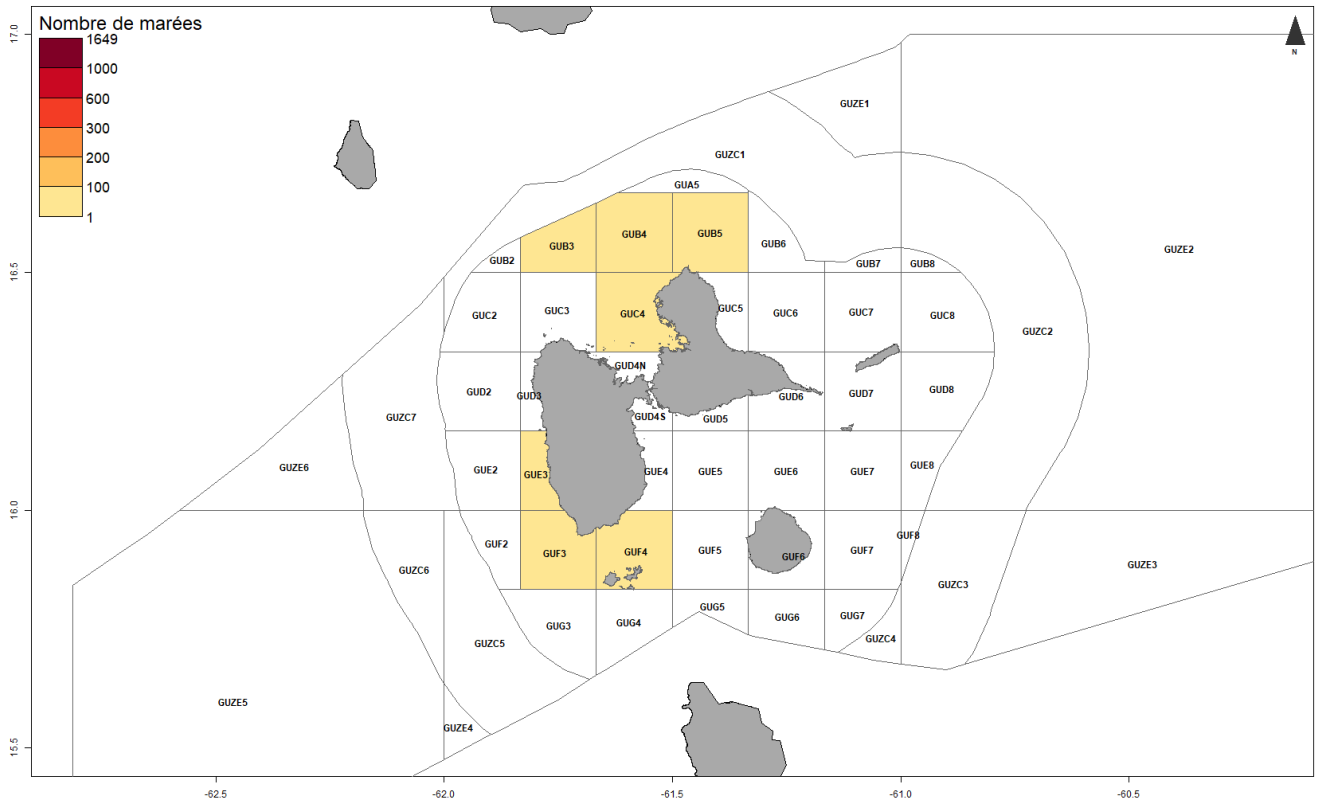 Nombre de marées
1649
1000
600
300
200
100
1
N
17.0
16.5
16.0
15.5
-62.5
-62.0
-61.5
-61.0
-60.5
GUZE1
GUZC1
GUA5
GUB3
GUB4
GUB5
GUB6
GUZE2
GUB2
GUB7
GUB8
GUC2
GUC3
GUC4
GUC5
GUC6
GUC7
GUC8
GUZC2
GUD4N
GUD2
GUD3
GUD6
GUD7
GUD8
GUZC7
GUD4S
GUD5
GUZE6
GUE2
GUE3
GUE4
GUE5
GUE6
GUE7
GUE8
GUF2
GUF3
GUF4
GUF5
GUF6
GUF7
GUF8
GUZC6
GUZC3
GUZE3
GUG3
GUG4
GUG5
GUG6
GUG7
GUZC5
GUZC4
GUZE5
GUZE4